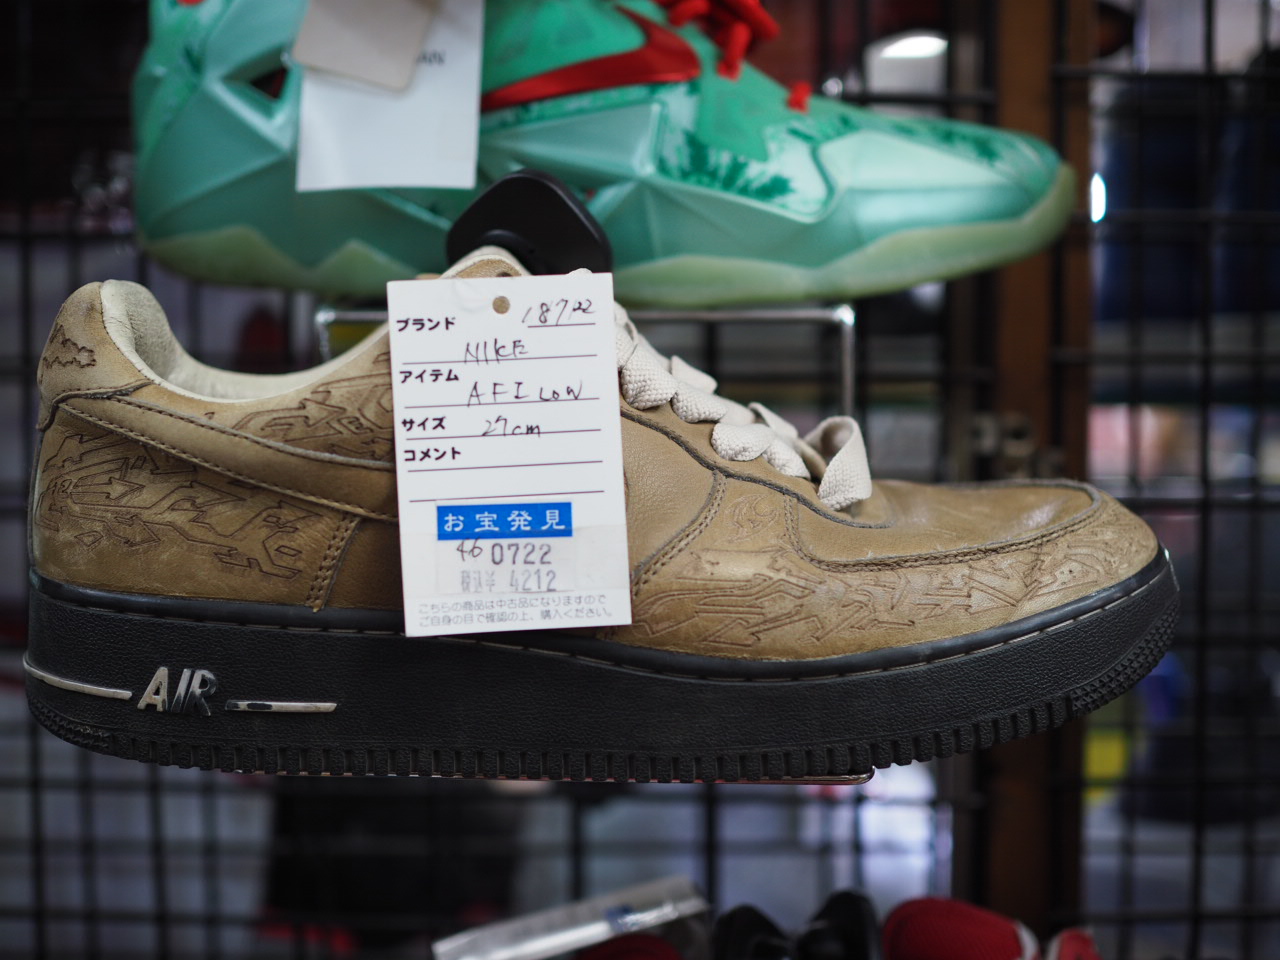 ブランド
NIKE
アイテム
AF1 LOW
サイズ 27cm
コメント
お宝発見
46 0722
税込¥ 4212
こちらの商品は中古品になりますので
ご自身の目で確認の上、購入ください。
AIR